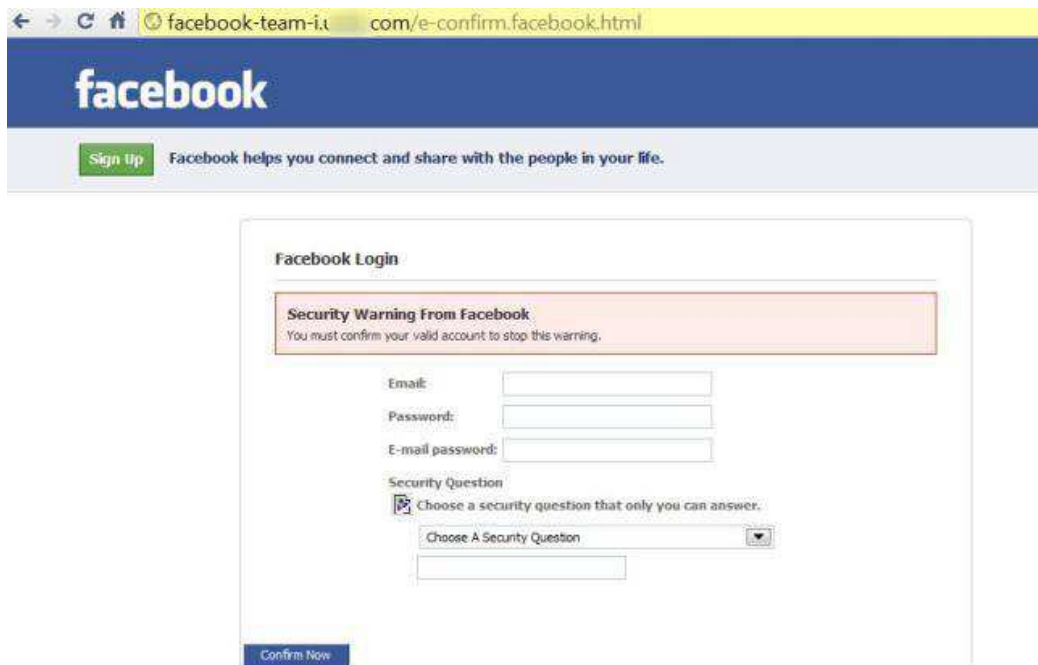 facebook-team-i. com/e-confirm.facebook.html
facebook
Sign Up Facebook helps you connect and share with the people in your life.
Facebook Login
Security Warning From Facebook
You must confirm your valid account to stop this warning.
Email:
Password:
E-mail password:
Security Question
Choose a security question that only you can answer.
Choose A Security Question
Confirm Now